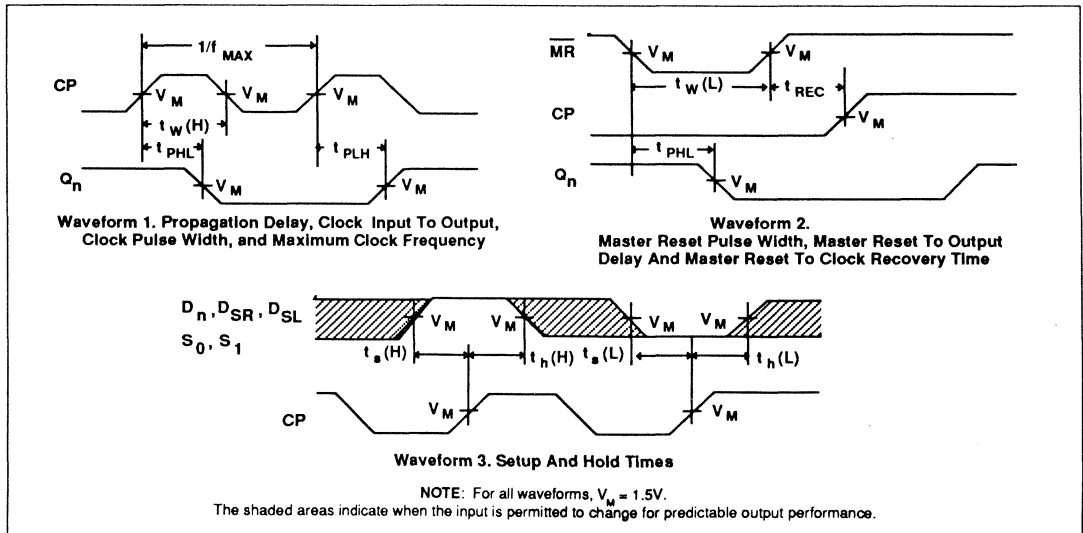 1/f MAX
CP
V M V M V M
t W (H)
t PHL t PLH
Q n
V M V M
Waveform 1. Propagation Delay, Clock Input To Output,
Clock Pulse Width, and Maximum Clock Frequency
MR
V M V M
t W (L) t REC
CP
V M
t PHL
Q n
V M
Waveform 2.
Master Reset Pulse Width, Master Reset To Output
Delay And Master Reset To Clock Recovery Time
D n , D SR , D SL
S 0 , S 1
V M V M V M V M
t s (H) t h (H) t s (L) t h (L)
CP
V M V M
Waveform 3. Setup And Hold Times
NOTE: For all waveforms, V M = 1.5V.
The shaded areas indicate when the input is permitted to change for predictable output performance.